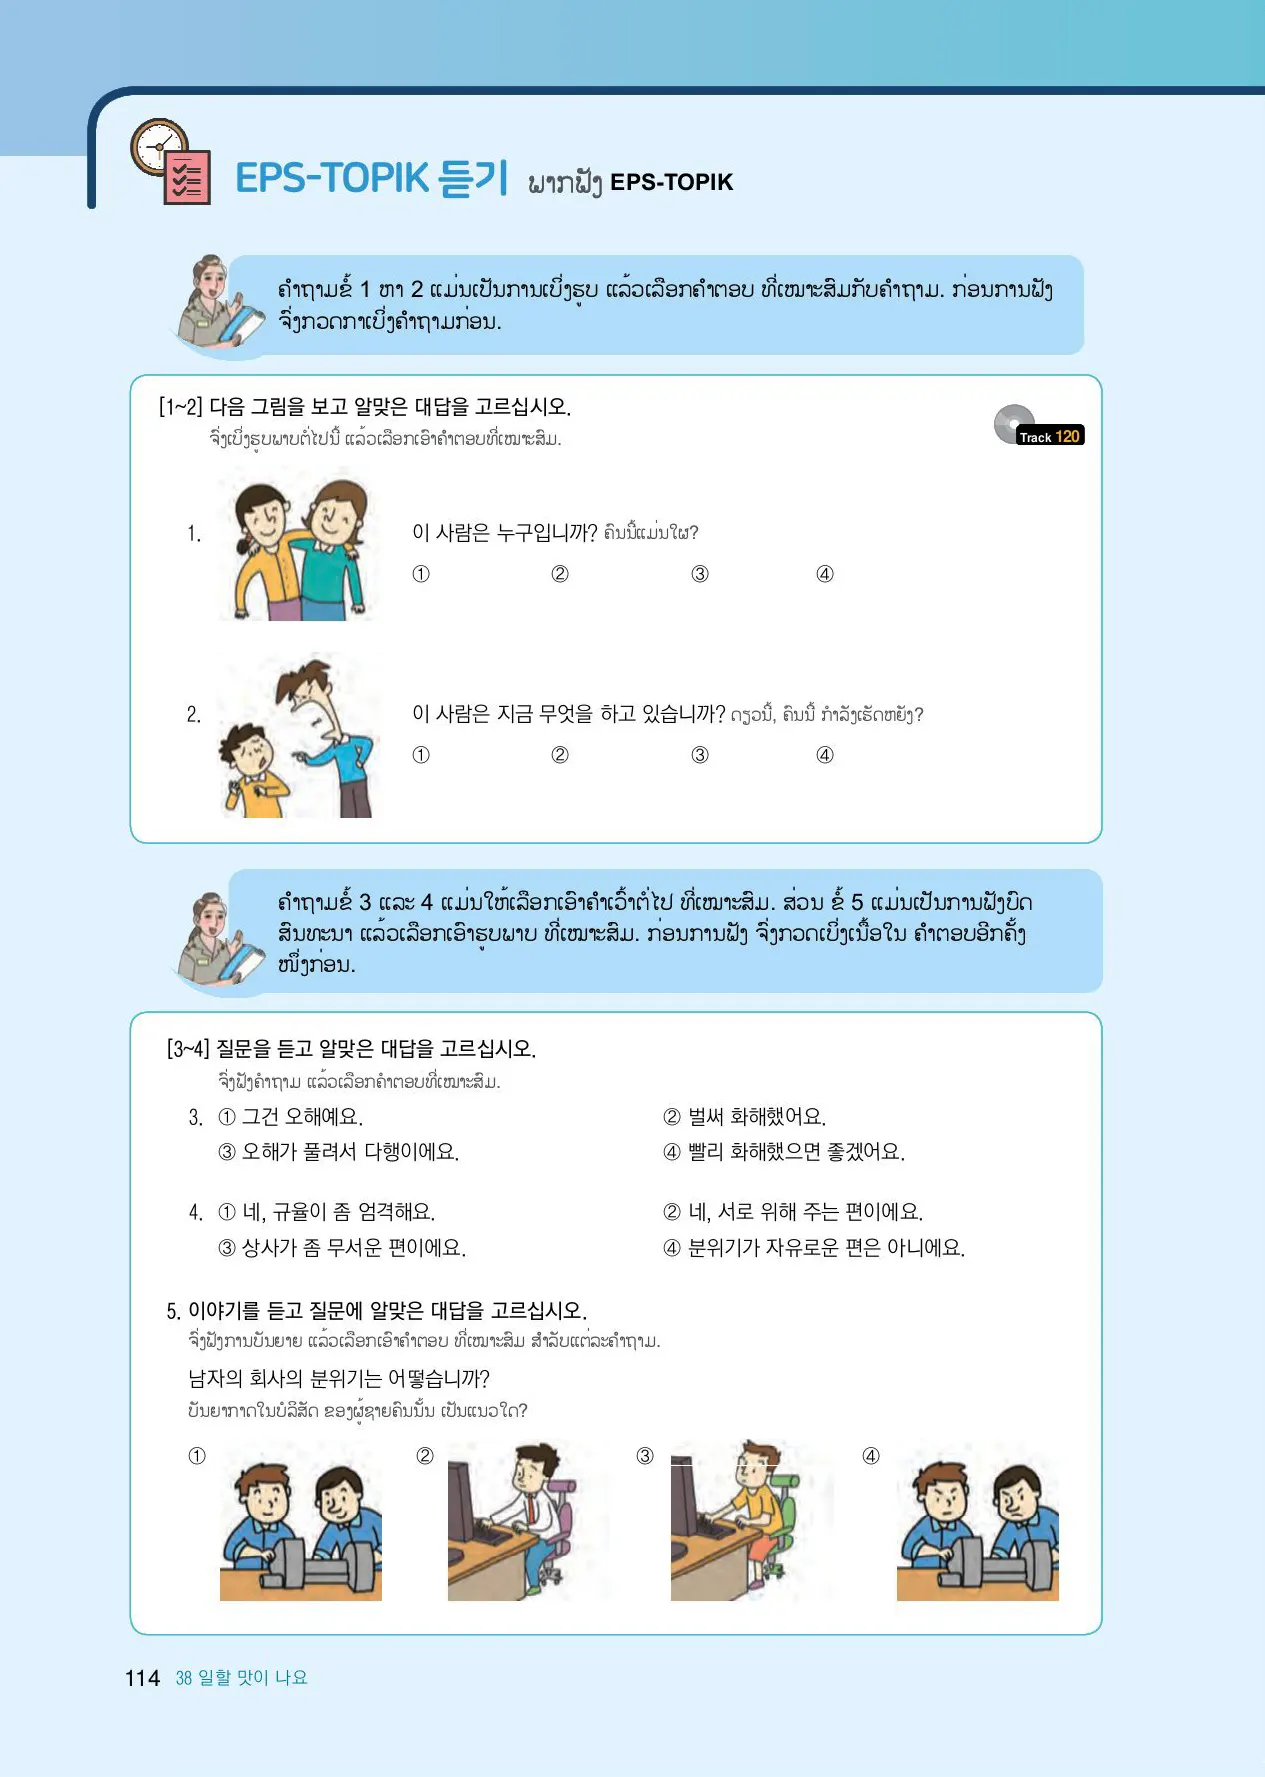 EPS-TOPIK 듣기 ພາກຟັງ EPS-TOPIK
ຄຳຖາມຂໍ້ 1 ຫາ 2 ແມ່ນເປັນການເບິ່ງຮູບ ແລ້ວເລືອກຄຳຕອບ ທີ່ເໝາະສົມກັບຄຳຖາມ. ກ່ອນການຟັງ
ຈົ່ງກວດກາເບິ່ງຄຳຖາມກ່ອນ.
[1~2] 다음 그림을 보고 알맞은 대답을 고르십시오.
ຈົ່ງເບິ່ງຮູບພາບຕໍ່ໄປນີ້ ແລ້ວເລືອກເອົາຄຳຕອບທີ່ເໝາະສົມ.
Track 120
1. 이 사람은 누구입니까? ຄົນນີ້ແມ່ນໃຜ?
① ② ③ ④
2. 이 사람은 지금 무엇을 하고 있습니까? ດຽວນີ້, ຄົນນີ້ ກຳລັງເຮັດຫຍັງ?
① ② ③ ④
ຄຳຖາມຂໍ້ 3 ແລະ 4 ແມ່ນໃຫ້ເລືອກເອົາຄຳເວົ້າຕໍ່ໄປ ທີ່ເໝາະສົມ. ສ່ວນ ຂໍ້ 5 ແມ່ນເປັນການຟັງບົດ
ສົນທະນາ ແລ້ວເລືອກເອົາຮູບພາບ ທີ່ເໝາະສົມ. ກ່ອນການຟັງ ຈົ່ງກວດເບິ່ງເນື້ອໃນ ຄຳຕອບອີກຄັ້ງ
ໜຶ່ງກ່ອນ.
[3~4] 질문을 듣고 알맞은 대답을 고르십시오.
ຈົ່ງຟັງຄຳຖາມ ແລ້ວເລືອກຄຳຕອບທີ່ເໝາະສົມ.
3. ① 그건 오해예요. ② 벌써 화해했어요.
③ 오해가 풀려서 다행이에요. ④ 빨리 화해했으면 좋겠어요.
4. ① 네, 규율이 좀 엄격해요. ② 네, 서로 위해 주는 편이에요.
③ 상사가 좀 무서운 편이에요. ④ 분위기가 자유로운 편은 아니에요.
5. 이야기를 듣고 질문에 알맞은 대답을 고르십시오.
ຈົ່ງຟັງການບັນຍາຍ ແລ້ວເລືອກເອົາຄຳຕອບ ທີ່ເໝາະສົມ ສຳລັບແຕ່ລະຄຳຖາມ.
남자의 회사의 분위기는 어떻습니까?
ບັນຍາກາດໃນບໍລິສັດ ຂອງຜູ້ຊາຍຄົນນັ້ນ ເປັນແນວໃດ?
① ② ③ ④
114 38 일할 맛이 나요